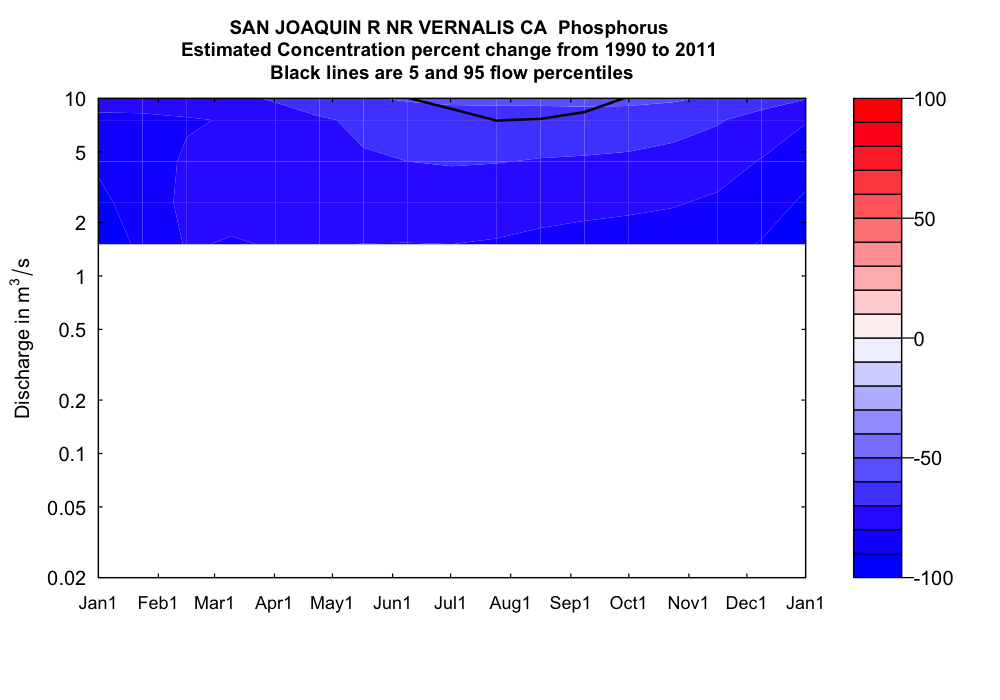 SAN JOAQUIN R NR VERNALIS CA  Phosphorus
Estimated Concentration percent change from 1990 to 2011
Black lines are 5 and 95 flow percentiles
Discharge in m³/s
10
5
2
1
0.5
0.2
0.1
0.05
0.02
Jan1 Feb1 Mar1 Apr1 May1 Jun1 Jul1 Aug1 Sep1 Oct1 Nov1 Dec1 Jan1
100
50
0
-50
-100